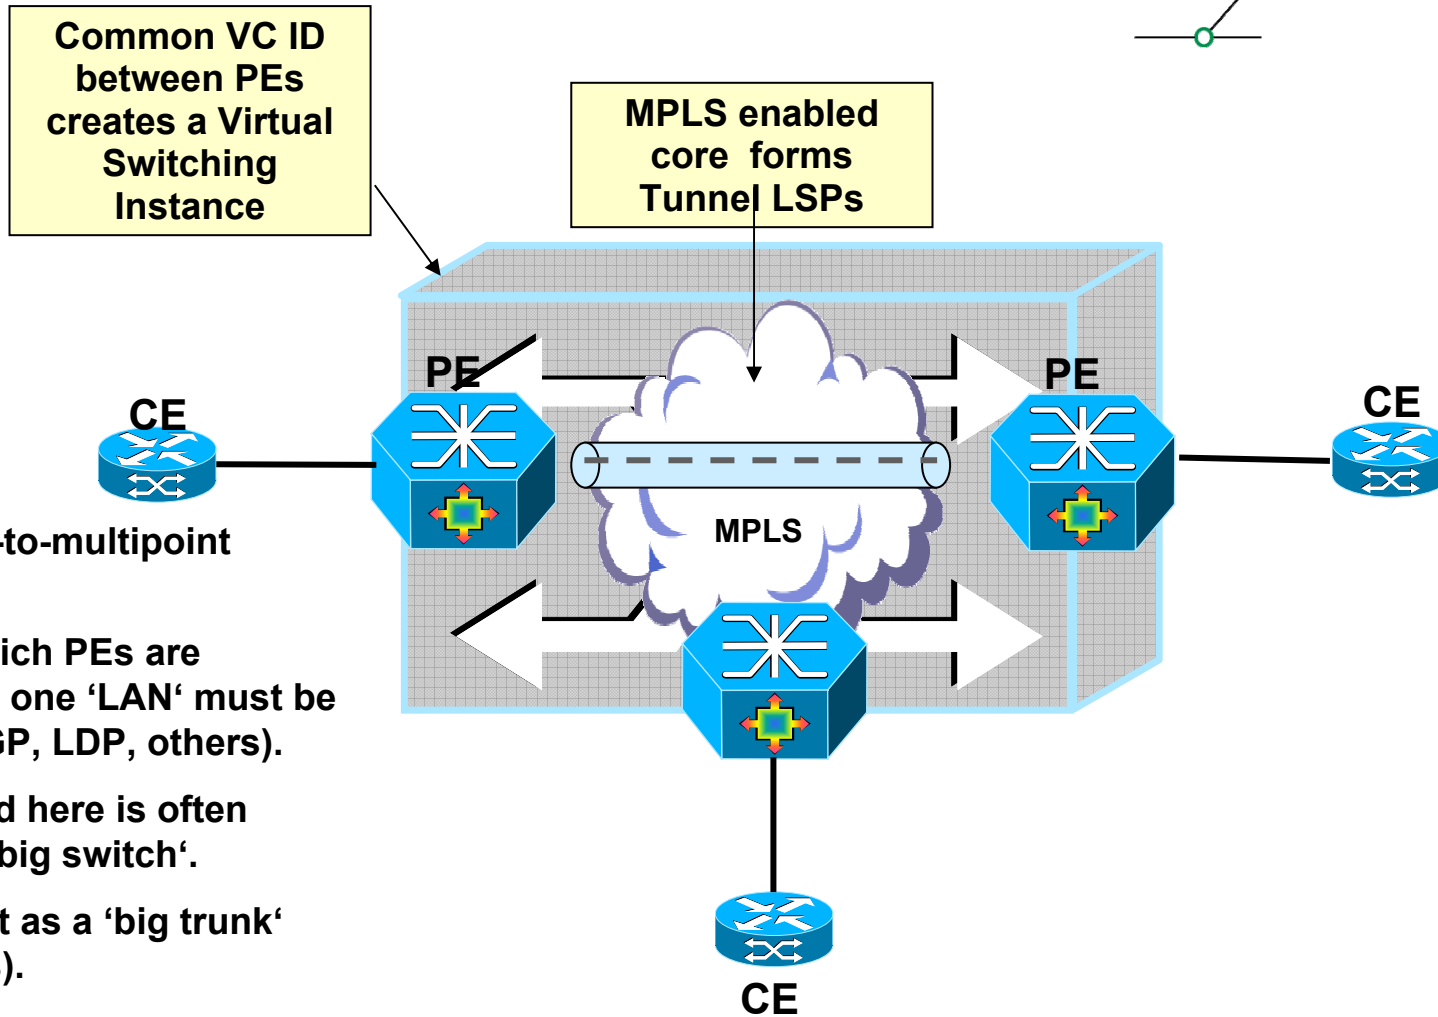 Common VC ID
between PEs
creates a Virtual
Switching
Instance
MPLS enabled
core forms
Tunnel LSPs
PE
PE
CE
CE
MPLS
-to-multipoint
ich PEs are
one ‘LAN‘ must be
GP, LDP, others).
d here is often
big switch‘.
t as a ‘big trunk‘
).
CE